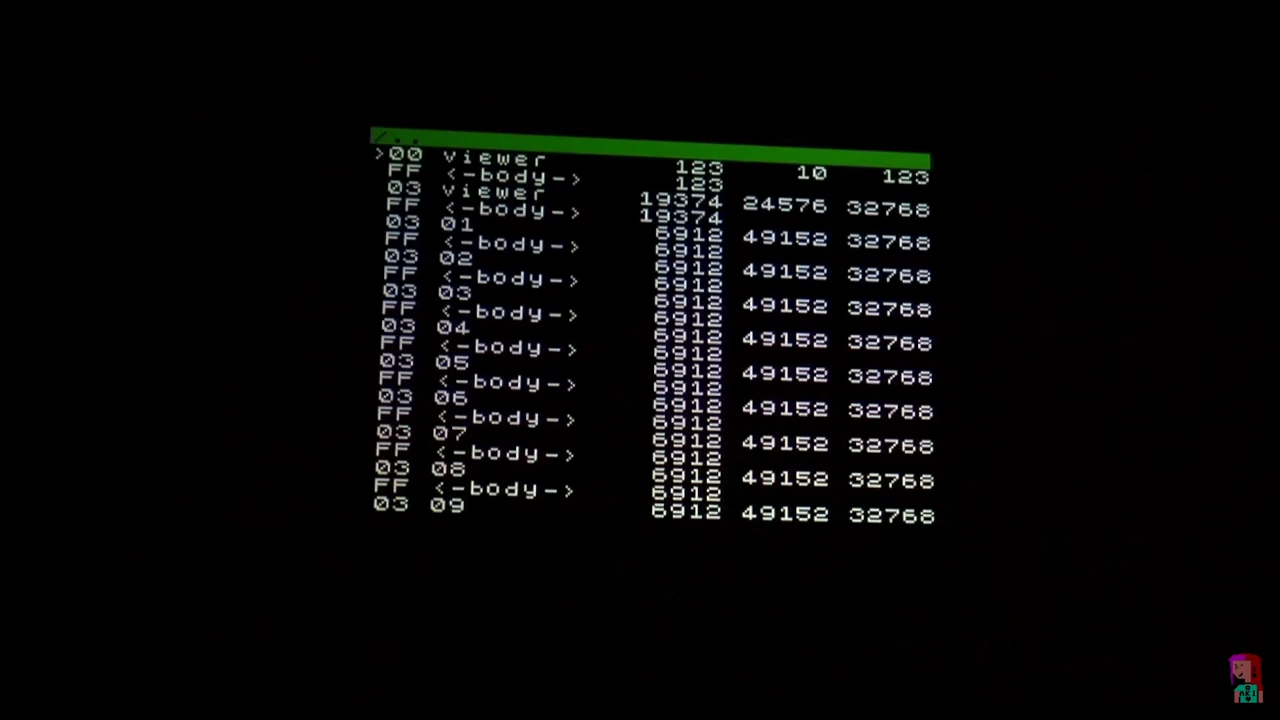 /..
>00 viewer 123 10 123
FF <-body-> 123
03 viewer 19374 24576 32768
FF <-body-> 19374
03 01 6912 49152 32768
FF <-body-> 6912
03 02 6912 49152 32768
FF <-body-> 6912
03 03 6912 49152 32768
FF <-body-> 6912
03 04 6912 49152 32768
FF <-body-> 6912
03 05 6912 49152 32768
FF <-body-> 6912
03 06 6912 49152 32768
FF <-body-> 6912
03 07 6912 49152 32768
FF <-body-> 6912
03 08 6912 49152 32768
FF <-body-> 6912
03 09 6912 49152 32768